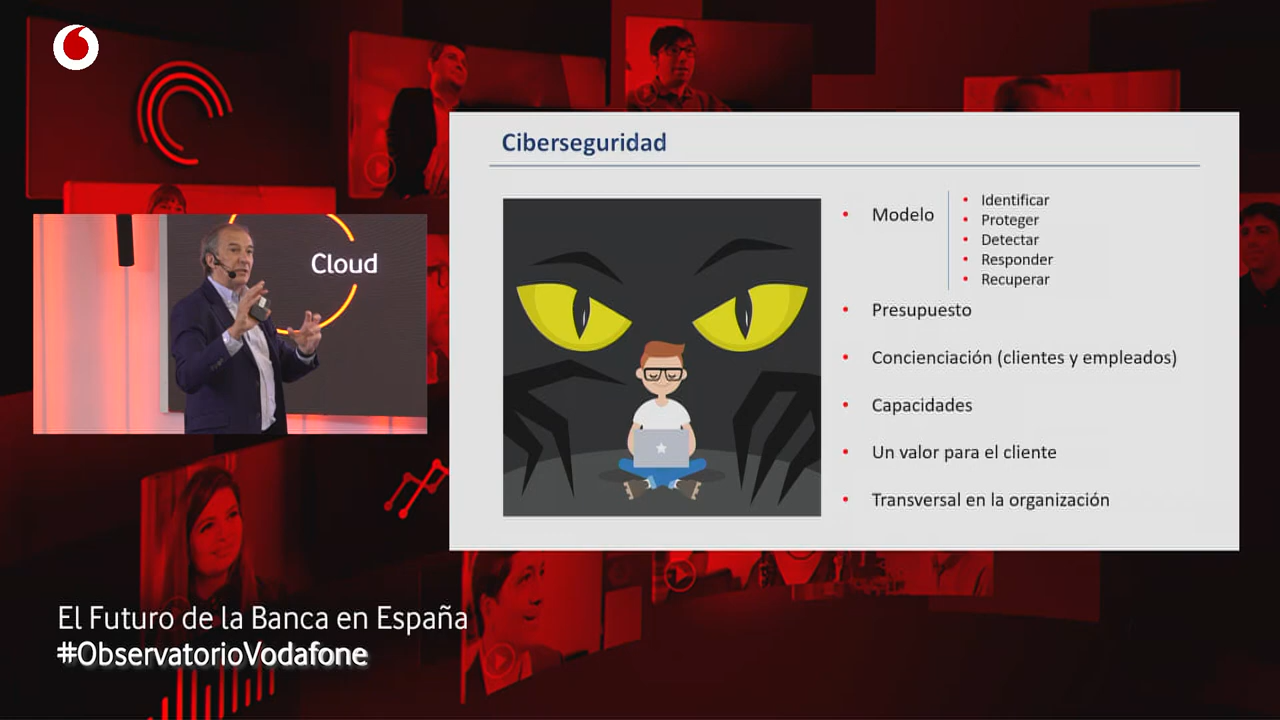 Ciberseguridad
Modelo
Identificar
Proteger
Detectar
Responder
Recuperar
Presupuesto
Concienciación (clientes y empleados)
Capacidades
Un valor para el cliente
Transversal en la organización
Cloud
El Futuro de la Banca en España
#ObservatorioVodafone